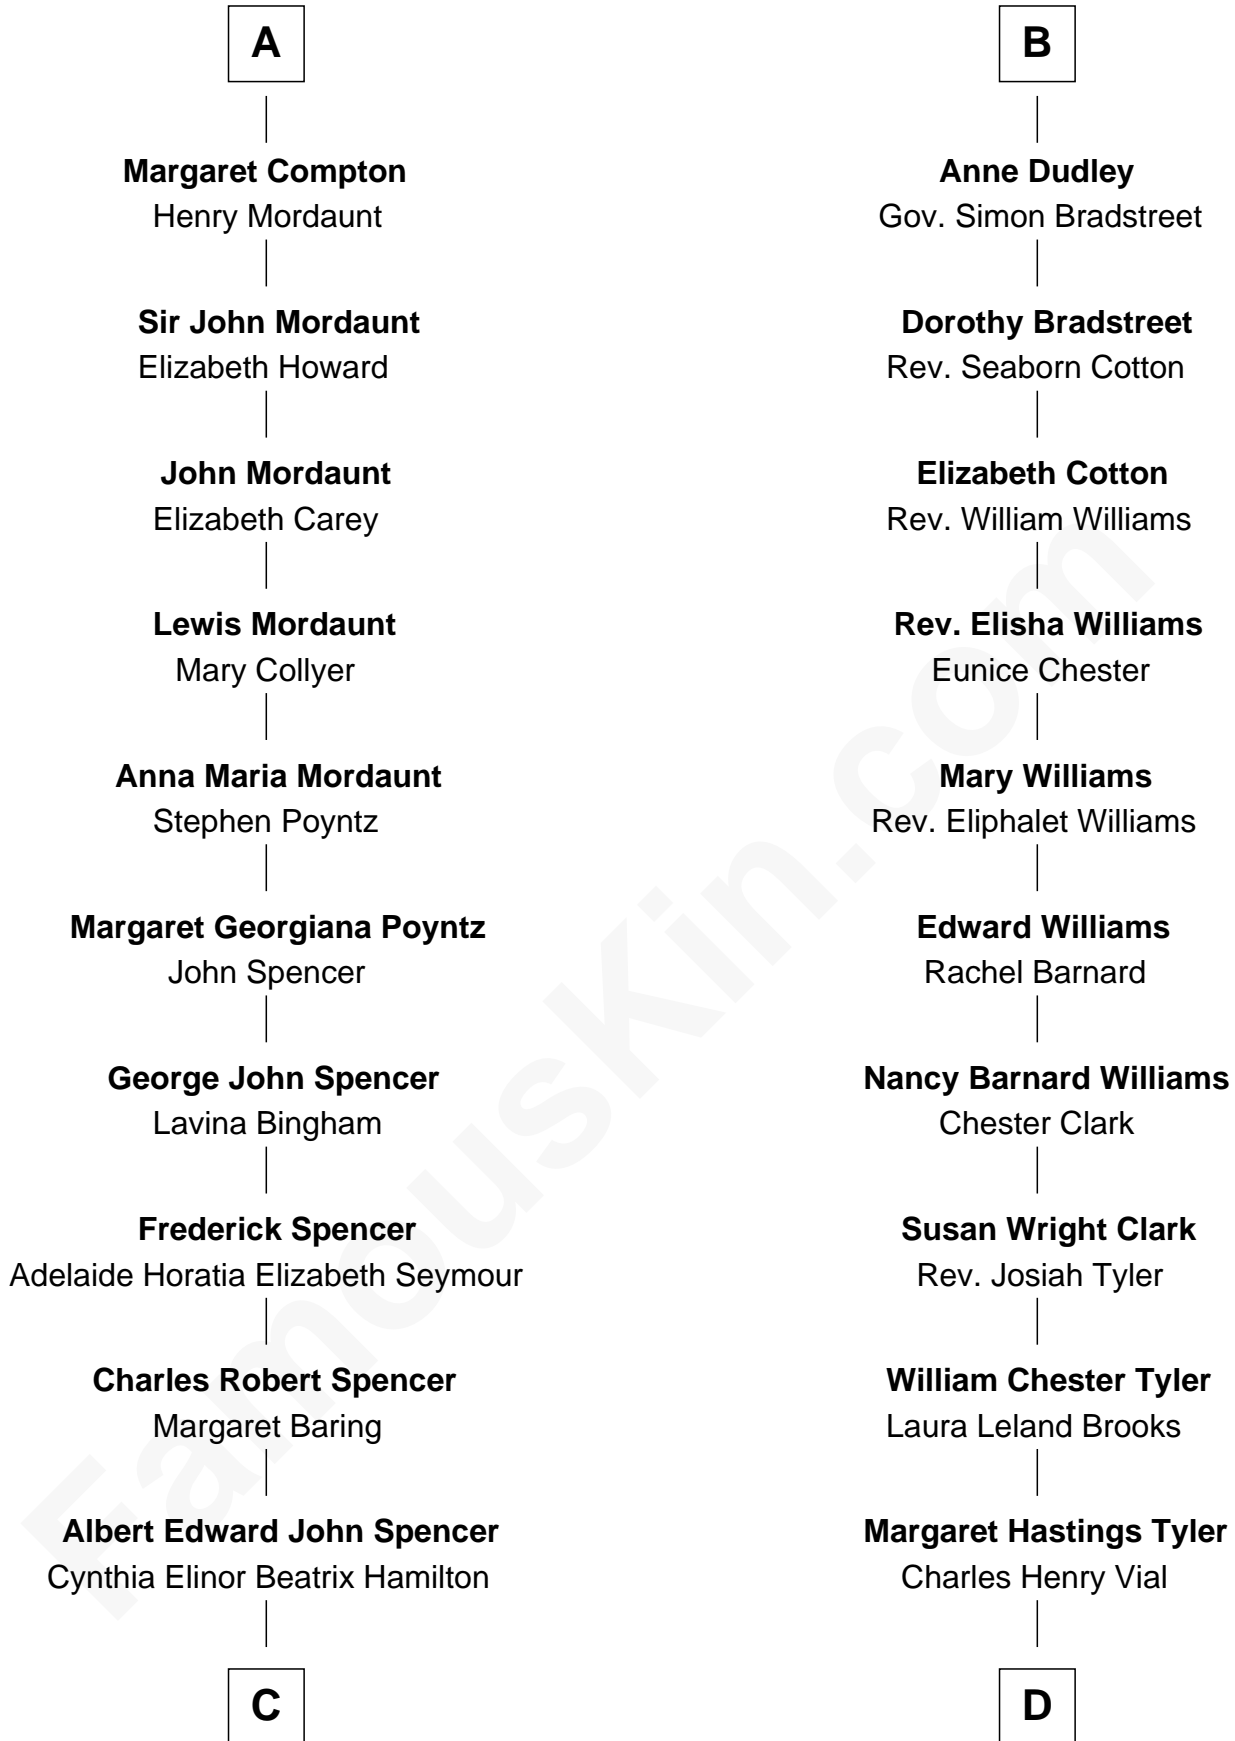 A
Margaret Compton
Henry Mordaunt
Sir John Mordaunt
Elizabeth Howard
John Mordaunt
Elizabeth Carey
Lewis Mordaunt
Mary Collyer
Anna Maria Mordaunt
Stephen Poyntz
Margaret Georgiana Poyntz
John Spencer
George John Spencer
Lavina Bingham
Frederick Spencer
Adelaide Horatia Elizabeth Seymour
Charles Robert Spencer
Margaret Baring
Albert Edward John Spencer
Cynthia Elinor Beatrix Hamilton
C
B
Anne Dudley
Gov. Simon Bradstreet
Dorothy Bradstreet
Rev. Seaborn Cotton
Elizabeth Cotton
Rev. William Williams
Rev. Elisha Williams
Eunice Chester
Mary Williams
Rev. Eliphalet Williams
Edward Williams
Rachel Barnard
Nancy Barnard Williams
Chester Clark
Susan Wright Clark
Rev. Josiah Tyler
William Chester Tyler
Laura Leland Brooks
Margaret Hastings Tyler
Charles Henry Vial
D
FamousKin.com